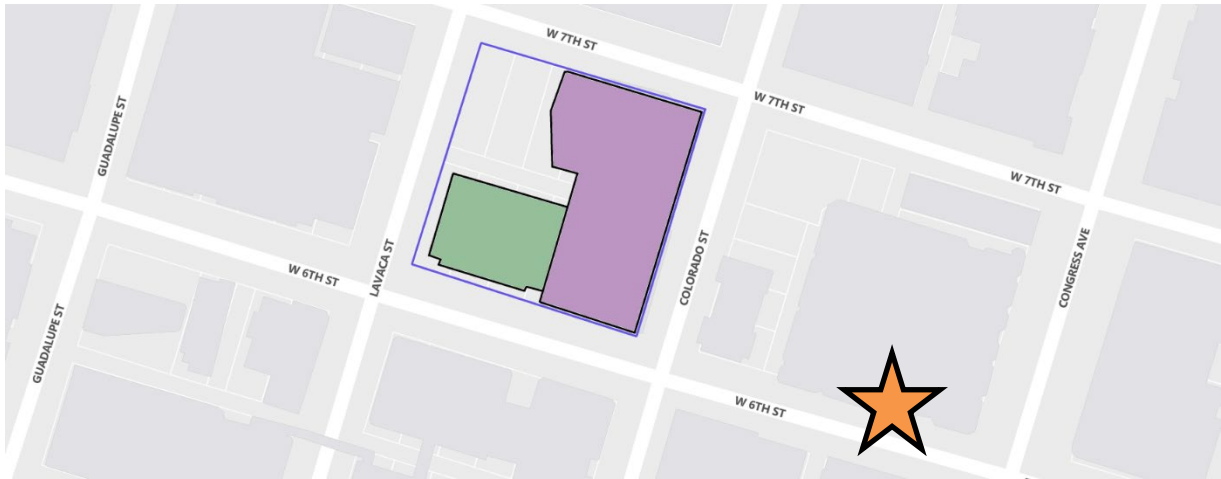 W 7TH ST
W 7TH ST
GUADALUPE ST
W 7TH ST
W 6TH ST
LAVACA ST
COLORADO ST
CONGRESS AVE
GUADALUPE ST
W 6TH ST